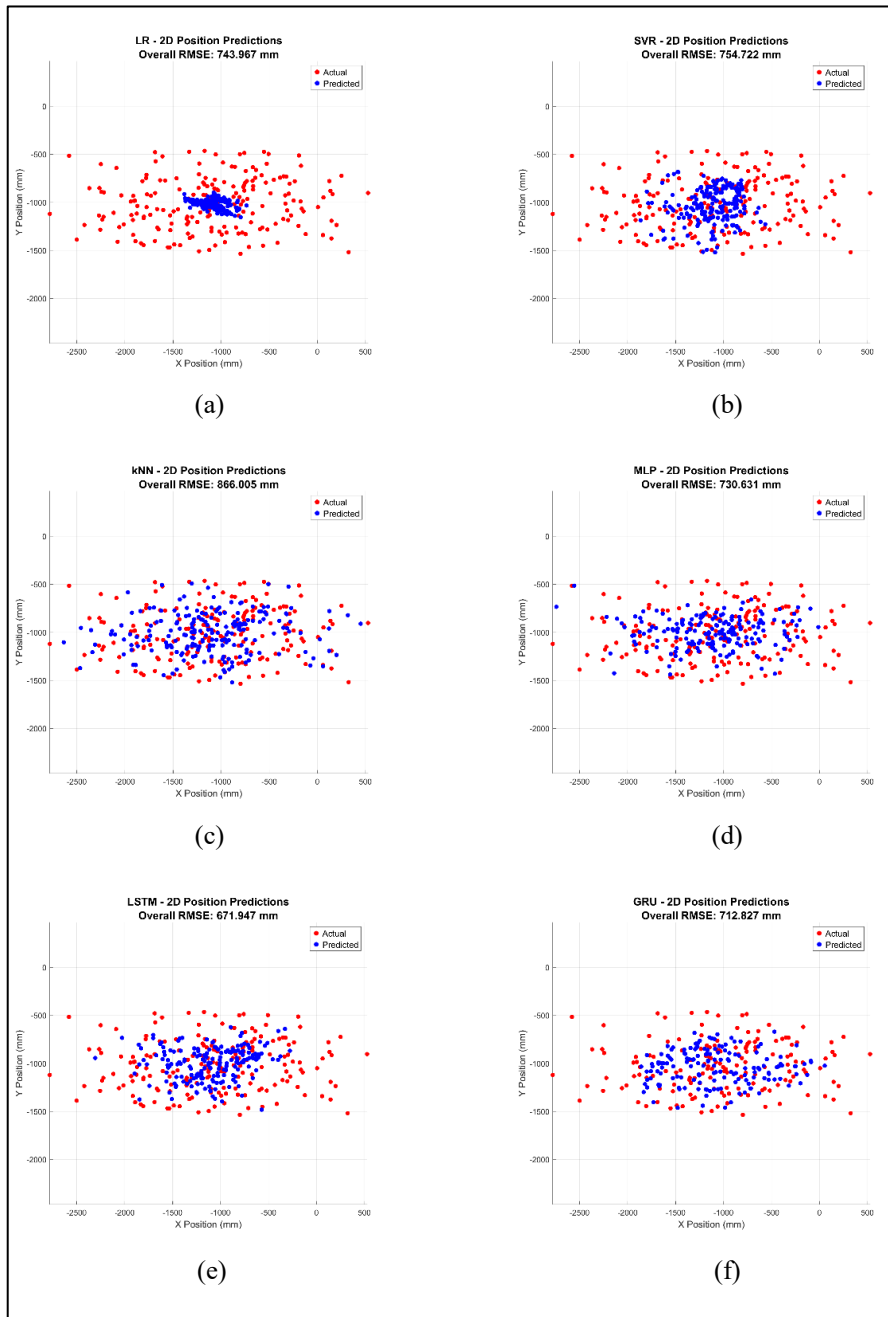 LR - 2D Position Predictions
Overall RMSE: 743.967 mm
Actual
Predicted
0
-500
-1000
-1500
-2000
Y Position (mm)
-2500 -2000 -1500 -1000 -500 0 500
X Position (mm)
(a)
SVR - 2D Position Predictions
Overall RMSE: 754.722 mm
Actual
Predicted
0
-500
-1000
-1500
-2000
Y Position (mm)
-2500 -2000 -1500 -1000 -500 0 500
X Position (mm)
(b)
kNN - 2D Position Predictions
Overall RMSE: 866.005 mm
Actual
Predicted
0
-500
-1000
-1500
-2000
Y Position (mm)
-2500 -2000 -1500 -1000 -500 0 500
X Position (mm)
(c)
MLP - 2D Position Predictions
Overall RMSE: 730.631 mm
Actual
Predicted
0
-500
-1000
-1500
-2000
Y Position (mm)
-2500 -2000 -1500 -1000 -500 0 500
X Position (mm)
(d)
LSTM - 2D Position Predictions
Overall RMSE: 671.947 mm
Actual
Predicted
0
-500
-1000
-1500
-2000
Y Position (mm)
-2500 -2000 -1500 -1000 -500 0 500
X Position (mm)
(e)
GRU - 2D Position Predictions
Overall RMSE: 712.827 mm
Actual
Predicted
0
-500
-1000
-1500
-2000
Y Position (mm)
-2500 -2000 -1500 -1000 -500 0 500
X Position (mm)
(f)